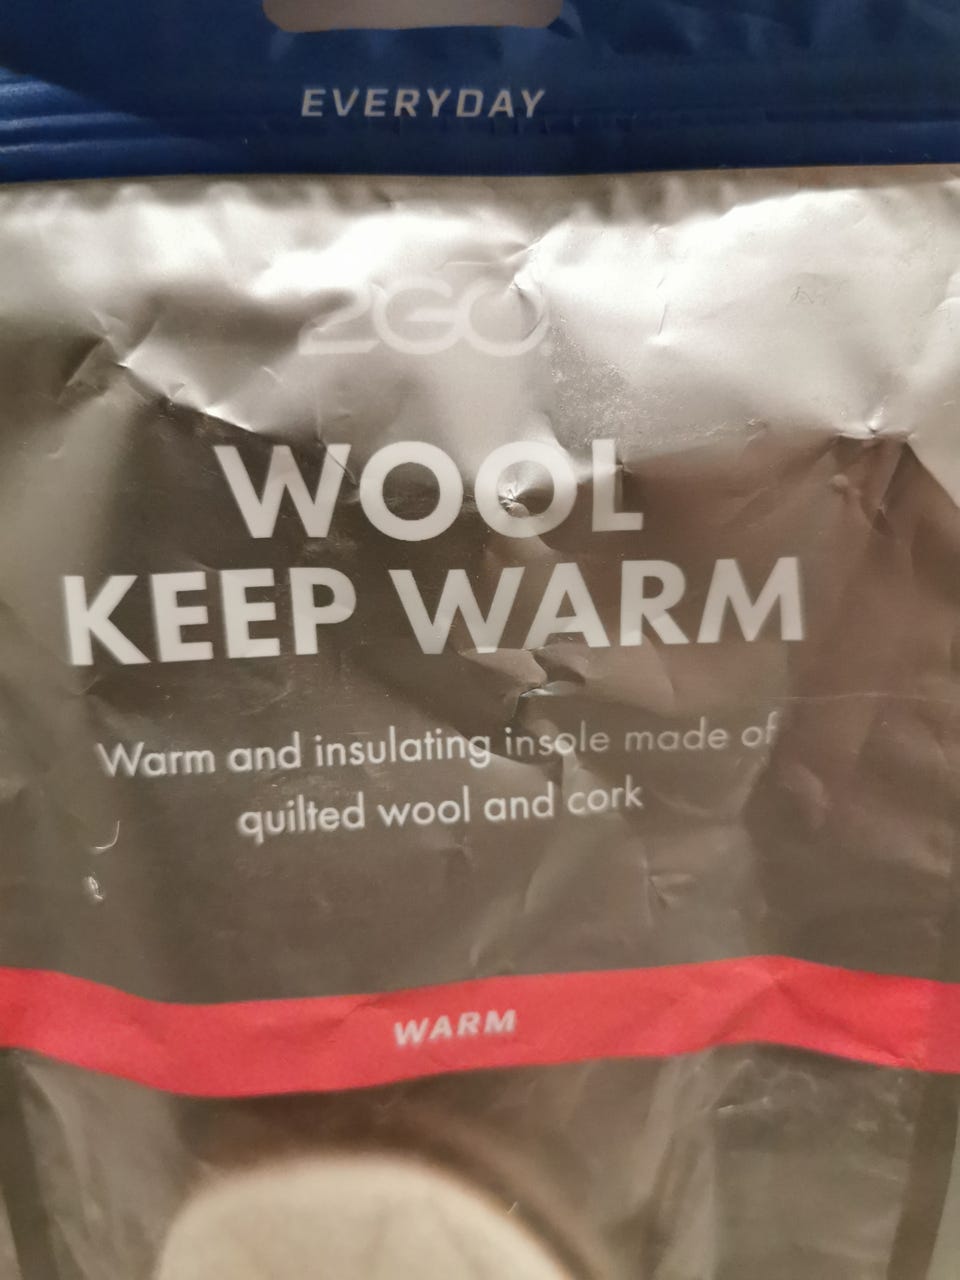 EVERYDAY
2GO
WOOL
KEEP WARM
Warm and insulating insole made of
quilted wool and cork
WARM